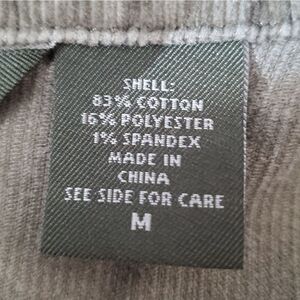 SHELL:
83% COTTON
16% POLYESTER
1% SPANDEX
MADE IN
CHINA
SEE SIDE FOR CARE
M